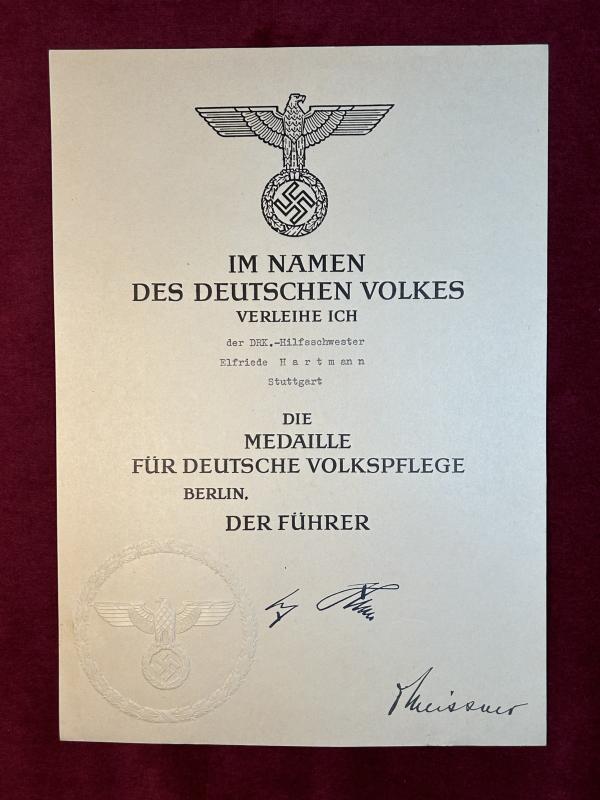 IM NAMEN
DES DEUTSCHEN VOLKES
VERLEIHE ICH
der DRK.-Hilfsschwester
Elfriede H a r t m a n n
Stuttgart
DIE
MEDAILLE
FÜR DEUTSCHE VOLKSPFLEGE
BERLIN,
DER FÜHRER
Meissner